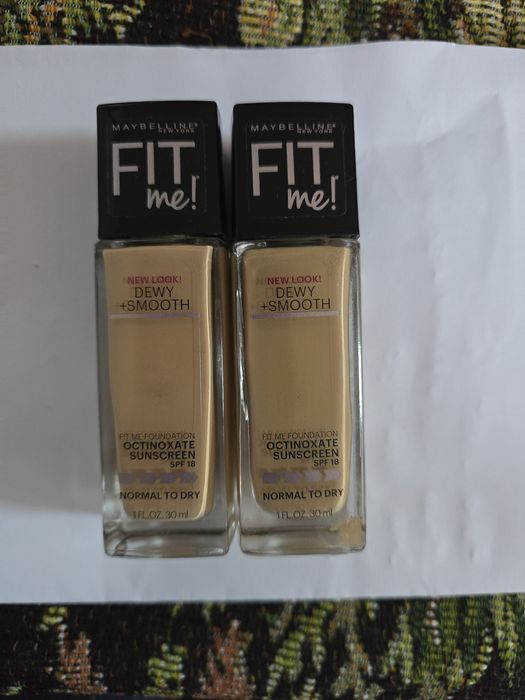 MAYBELLINE
NEW YORK
FIT
me!
NEW LOOK!
DEWY
+SMOOTH
FIT ME FOUNDATION
OCTINOXATE
SUNSCREEN
SPF 18
NORMAL TO DRY
1 FL.OZ. 30 ml
MAYBELLINE
NEW YORK
FIT
me!
NEW LOOK!
DEWY
+SMOOTH
FIT ME FOUNDATION
OCTINOXATE
SUNSCREEN
SPF 18
NORMAL TO DRY
1 FL.OZ. 30 ml